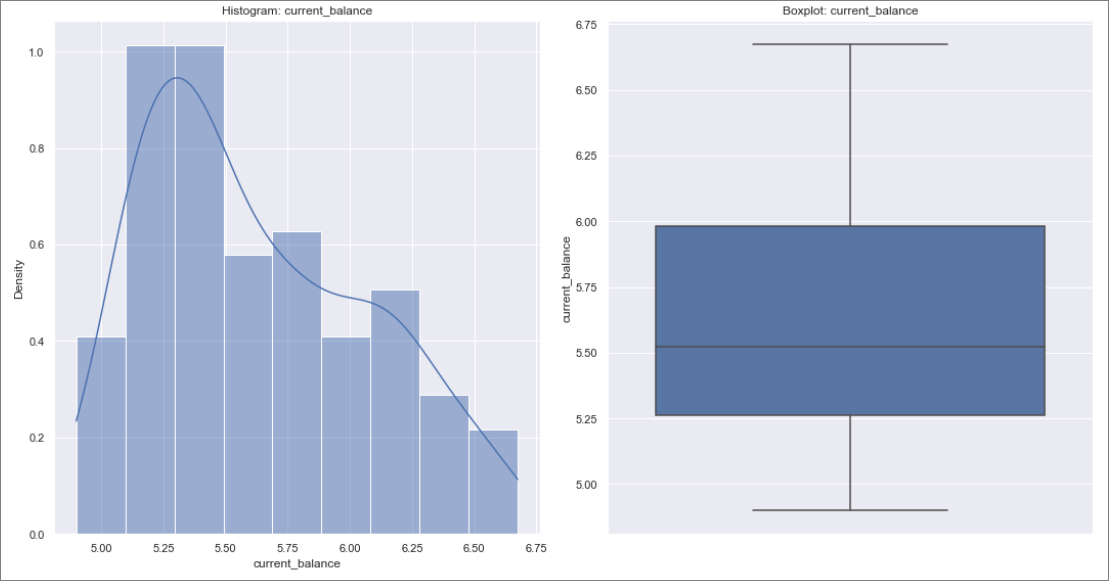 Histogram: current_balance
1.0
0.8
0.6
0.4
0.2
0.0
Density
5.00 5.25 5.50 5.75 6.00 6.25 6.50 6.75
current_balance
Boxplot: current_balance
6.75
6.50
6.25
6.00
5.75
5.50
5.25
5.00
current_balance